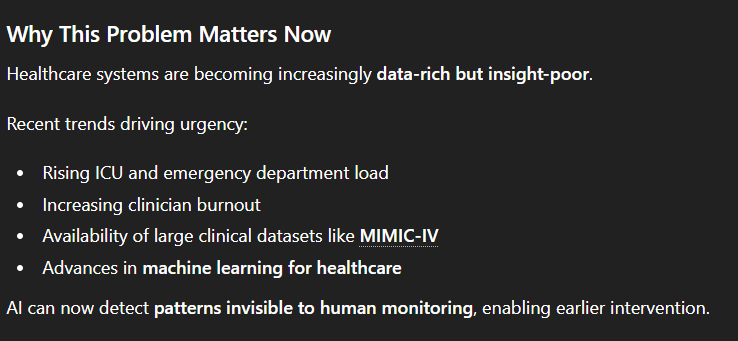 Why This Problem Matters Now
Healthcare systems are becoming increasingly data-rich but insight-poor.
Recent trends driving urgency:
• Rising ICU and emergency department load
• Increasing clinician burnout
• Availability of large clinical datasets like MIMIC-IV
• Advances in machine learning for healthcare
AI can now detect patterns invisible to human monitoring, enabling earlier intervention.